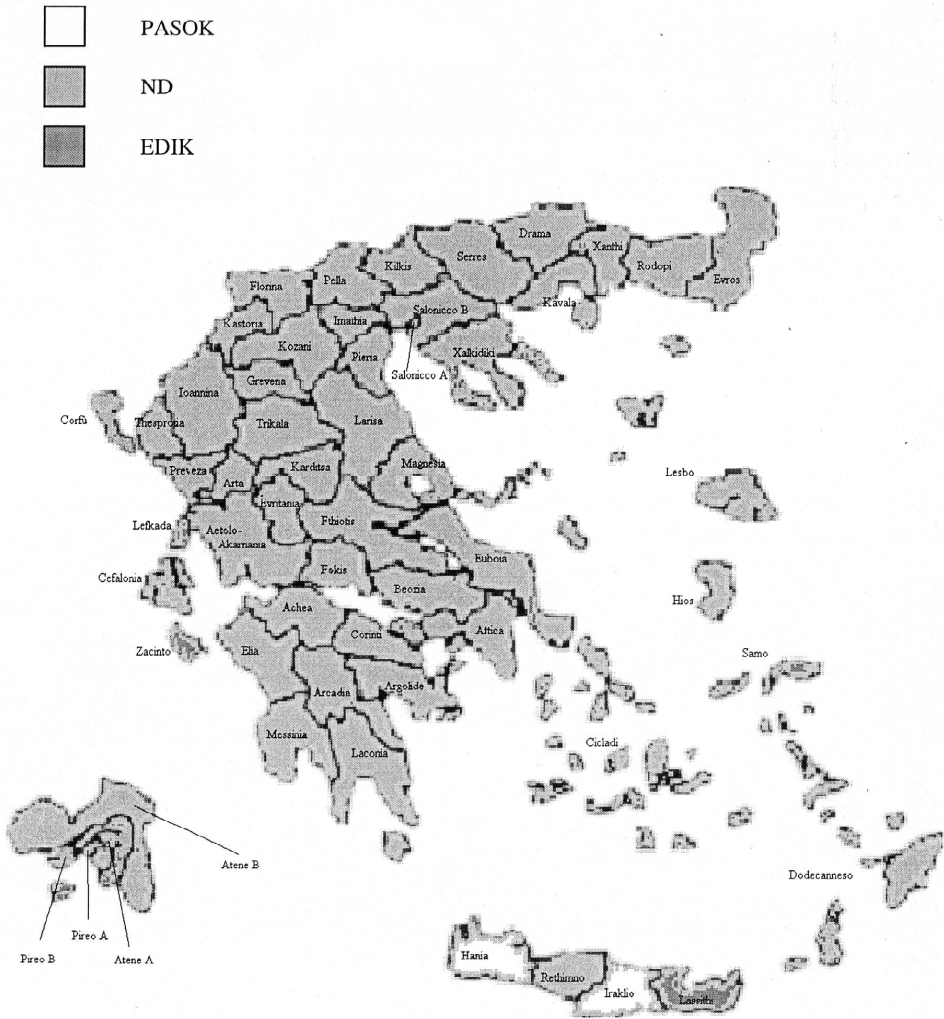 PASOK
ND
EDIK
Drama
Xanthi
Serres
Kilkis
Rodopi
Evros
Pella
Florina
Kavala
Salonicco B
Imathia
Kastoria
Kozani
Pieria
Xalkidiki
Salonicco A
Grevena
Ioannina
Corfù
Thesprotia
Trikala
Larisa
Preveza
Karditsa
Magnesia
Arta
Evritania
Lesbo
Lefkada
Aetolo-
Akarnania
Fthiotis
Fokis
Euboia
Cefalonia
Beozia
Hios
Achea
Attica
Corinti
Zacinto
Elia
Samo
Arcadia
Argolide
Messinia
Laconia
Cicladi
Atene B
Dodecanneso
Pireo A
Pireo B
Atene A
Hania
Rethimno
Iraklio
Lassithi